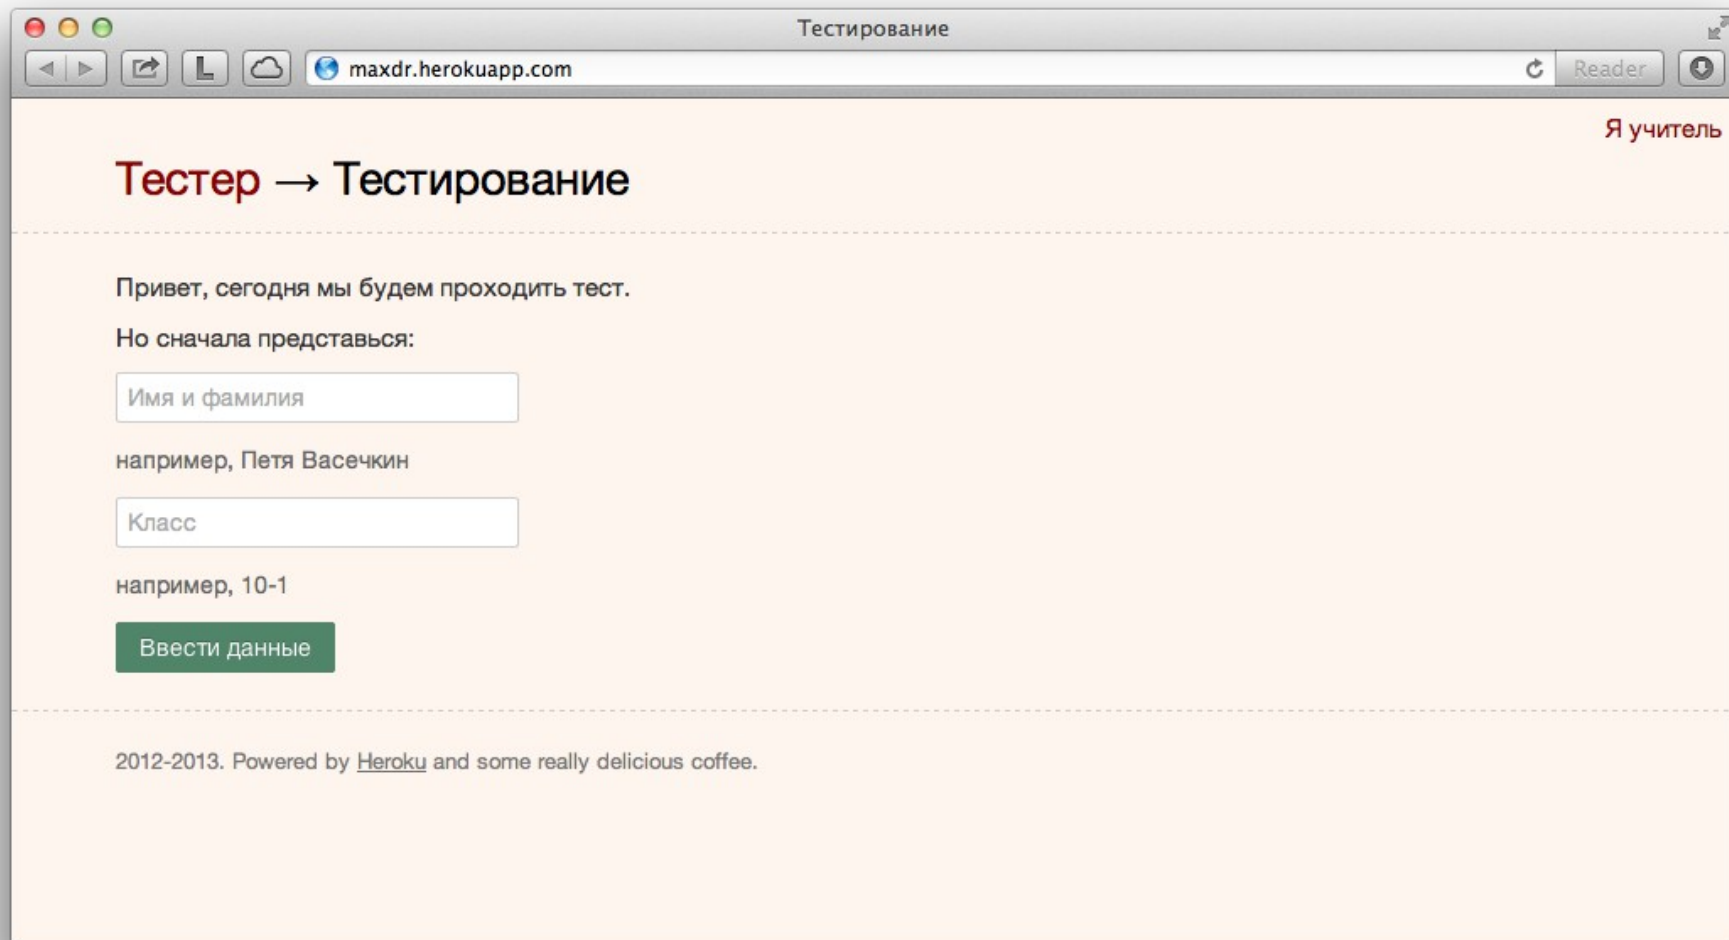 Тестирование
L
maxdr.herokuapp.com
Reader
Я учитель
Тестер → Тестирование
Привет, сегодня мы будем проходить тест.
Но сначала представься:
Имя и фамилия
например, Петя Васечкин
Класс
например, 10-1
Ввести данные
2012-2013. Powered by Heroku and some really delicious coffee.